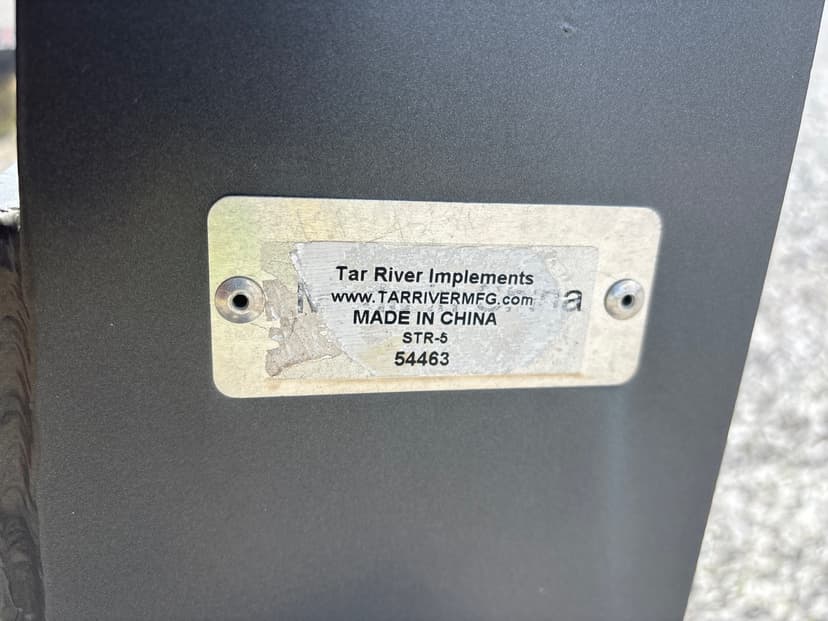 Tar River Implements
www.TARRIVERMFG.com
MADE IN CHINA
STR-5
54463